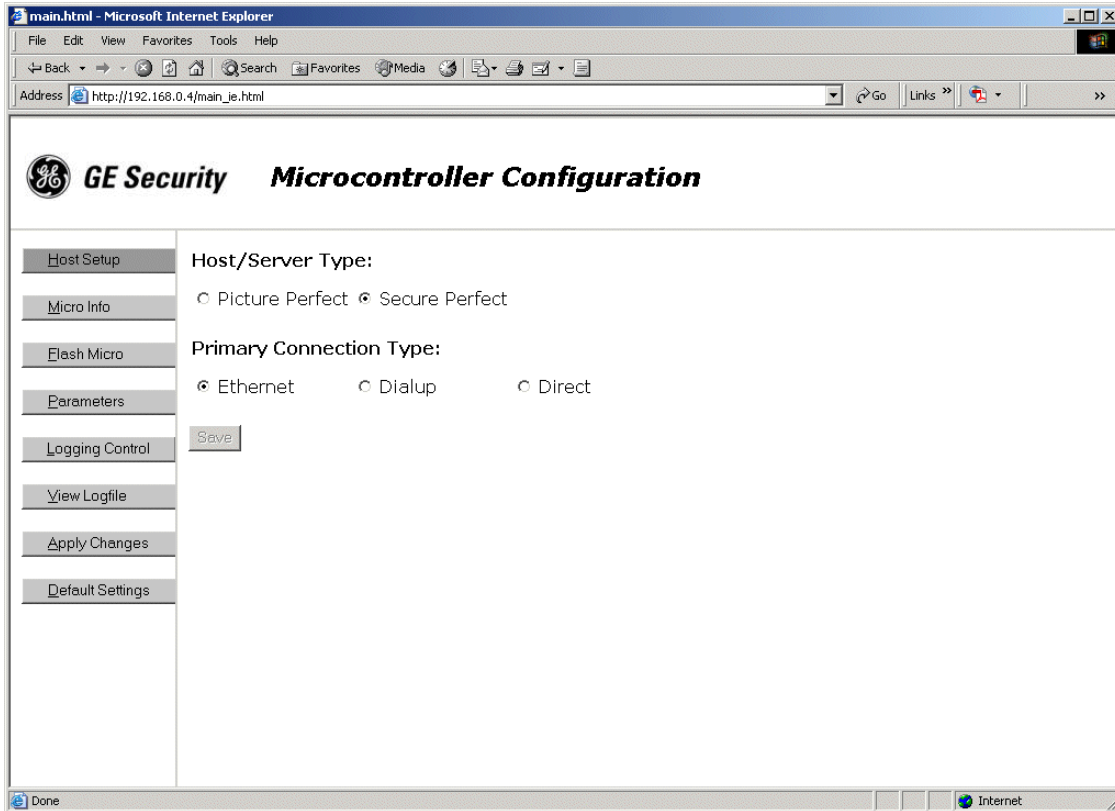 main.html - Microsoft Internet Explorer
File Edit View Favorites Tools Help
Back Search Favorites Media
Address http://192.168.0.4/main_ie.html Go Links »
»
GE Security Microcontroller Configuration
Host Setup
Micro Info
Flash Micro
Parameters
Logging Control
View Logfile
Apply Changes
Default Settings
Host/Server Type:
Picture Perfect Secure Perfect
Primary Connection Type:
Ethernet Dialup Direct
Save
Done Internet